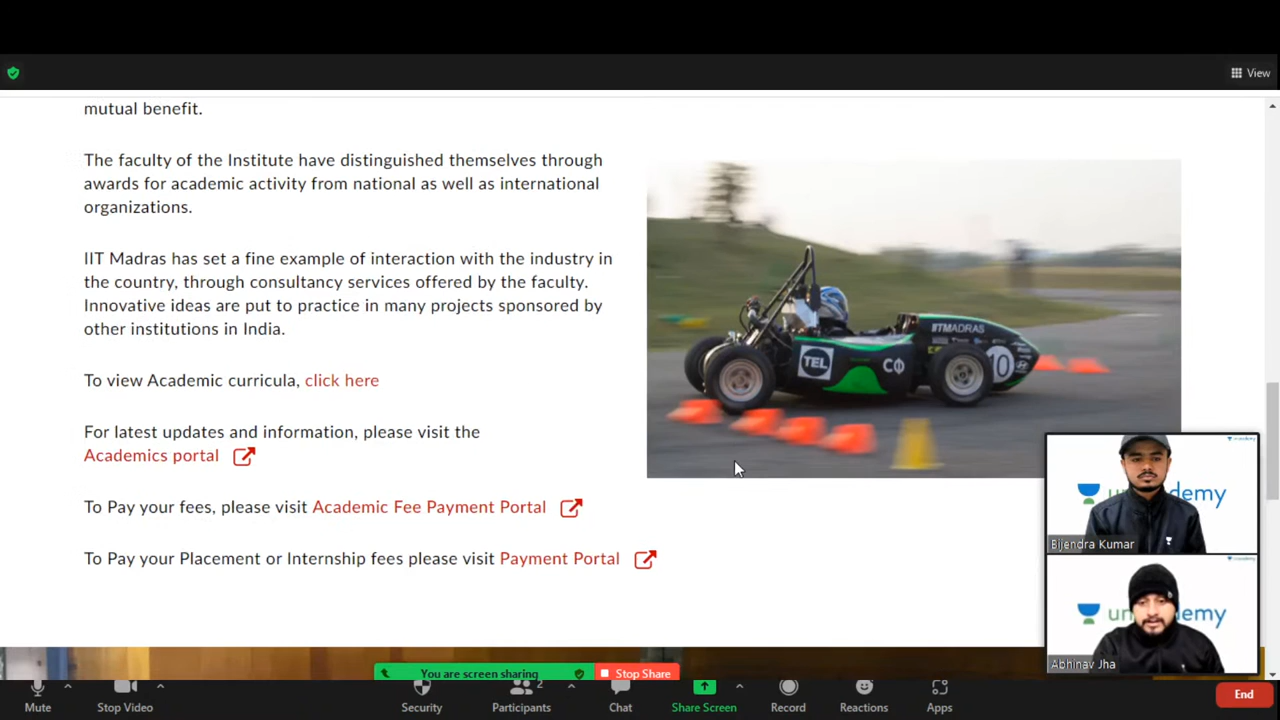 View
mutual benefit.
The faculty of the Institute have distinguished themselves through
awards for academic activity from national as well as international
organizations.
IIT Madras has set a fine example of interaction with the industry in
the country, through consultancy services offered by the faculty.
Innovative ideas are put to practice in many projects sponsored by
other institutions in India.
To view Academic curricula, click here
For latest updates and information, please visit the
Academics portal
To Pay your fees, please visit Academic Fee Payment Portal
To Pay your Placement or Internship fees please visit Payment Portal
IITMADRAS
TEL
10
Bijendra Kumar
Abhinav Jha
You are screen sharing
Stop Share
Mute
Stop Video
Security
Participants
2
Chat
Share Screen
Record
Reactions
Apps
End